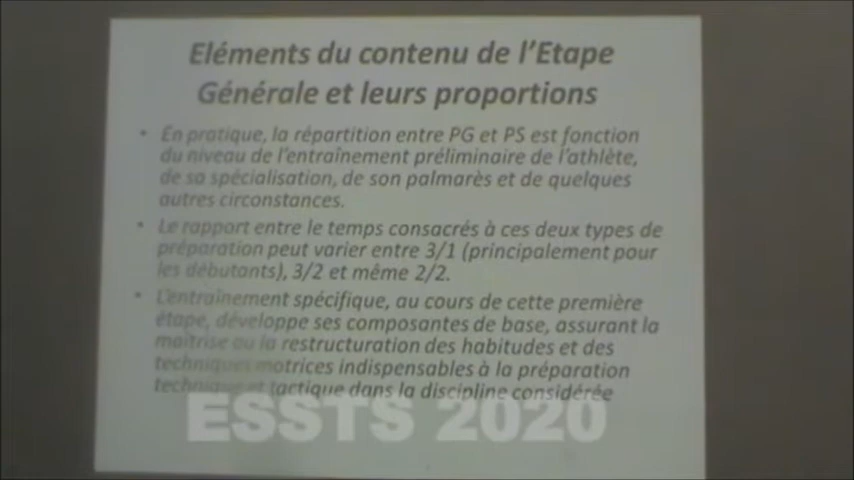 Eléments du contenu de l'Etape
Générale et leurs proportions
• En pratique, la répartition entre PG et PS est fonction
du niveau de l'entraînement préliminaire de l'athlète,
de sa spécialisation, de son palmarès et de quelques
autres circonstances.
• Le rapport entre le temps consacrés à ces deux types de
préparation peut varier entre 3/1 (principalement pour
les débutants), 3/2 et même 2/2.
• L'entraînement spécifique, au cours de cette première
étape, développe ses composantes de base, assurant la
maîtrise ou la restructuration des habitudes et des
techniques motrices indispensables à la préparation
technique et tactique dans la discipline considérée
ESSTS 2020